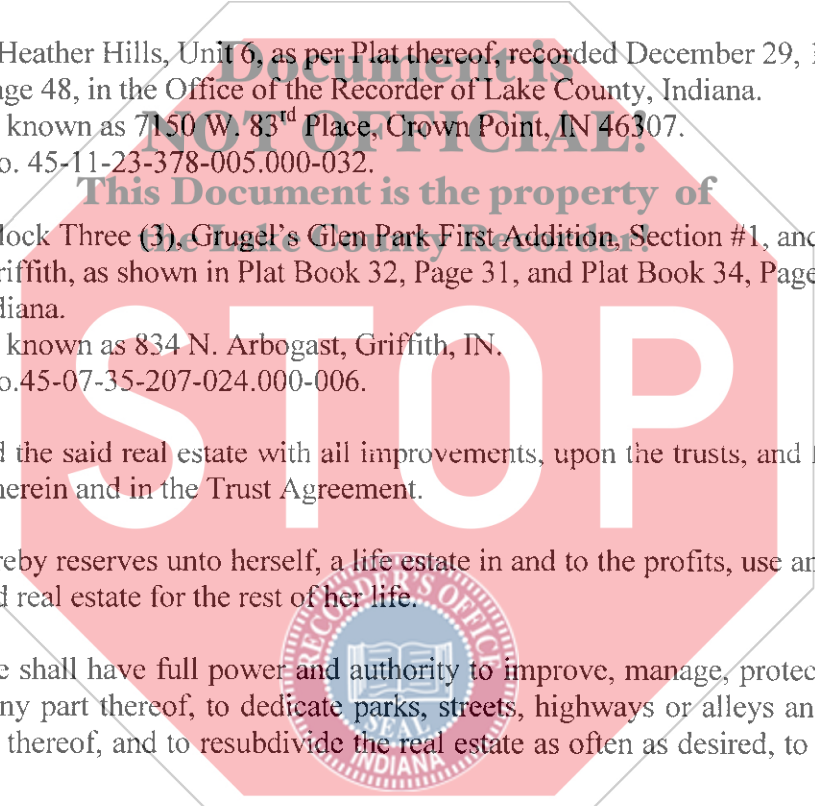 Heather Hills, Unit 6, as per Plat thereof, recorded December 29,
Document is
age 48, in the Office of the Recorder of Lake County, Indiana.
known as 7150 W. 83rd Place, Crown Point, IN 46307.
NOT OFFICIAL!
o. 45-11-23-378-005.000-032.
This Document is the property of
the Lake County Recorder!
lock Three (3), Grugel's Glen Park First Addition, Section #1, and
riffith, as shown in Plat Book 32, Page 31, and Plat Book 34, Page
diana.
known as 834 N. Arbogast, Griffith, IN.
o.45-07-35-207-024.000-006.
STOP
d the said real estate with all improvements, upon the trusts, and
herein and in the Trust Agreement.
reby reserves unto herself, a life estate in and to the profits, use an
d real estate for the rest of her life.
RECORDER'S OFFICE
e shall have full power and authority to improve, manage, protec
ny part thereof, to dedicate parks, streets, highways or alleys an
SEAL
thereof, and to resubdivide the real estate as often as desired, to
INDIANA